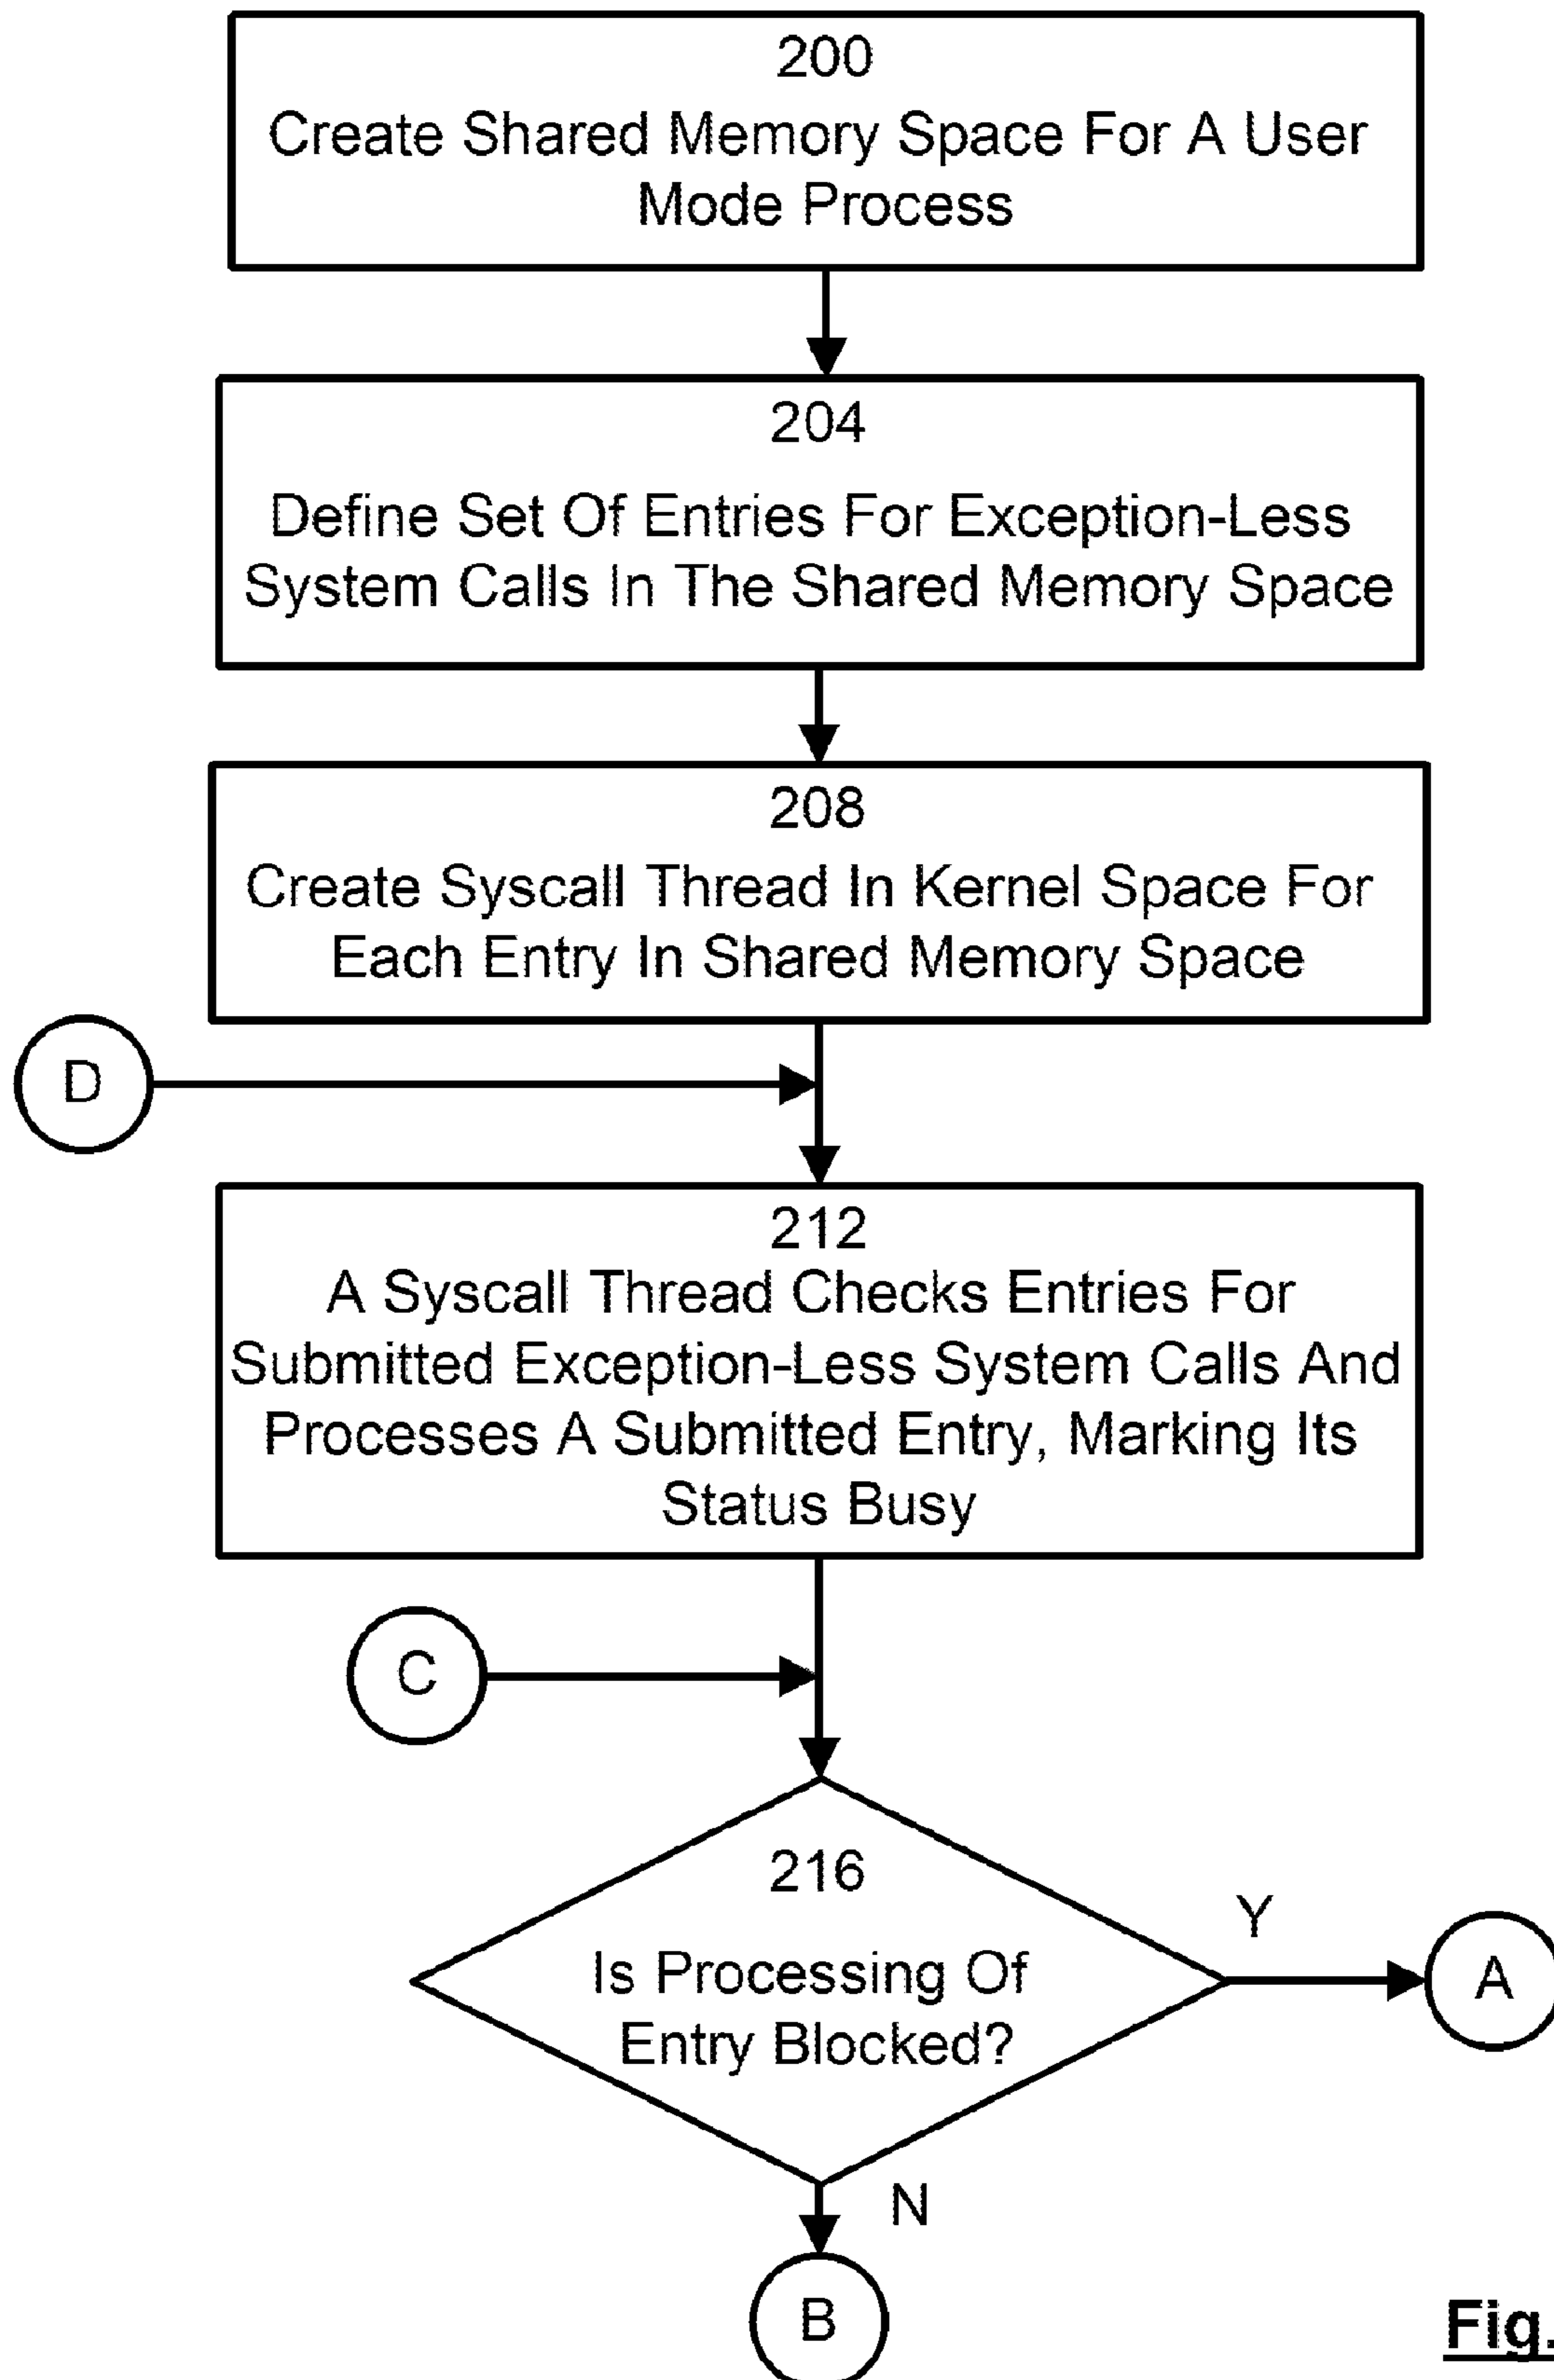 200
Create Shared Memory Space For A User
Mode Process
204
Define Set Of Entries For Exception-Less
System Calls In The Shared Memory Space
208
Create Syscall Thread In Kernel Space For
Each Entry In Shared Memory Space
D
212
A Syscall Thread Checks Entries For
Submitted Exception-Less System Calls And
Processes A Submitted Entry, Marking Its
Status Busy
C
216
Is Processing Of
Entry Blocked?
Y
A
N
B
Fig.